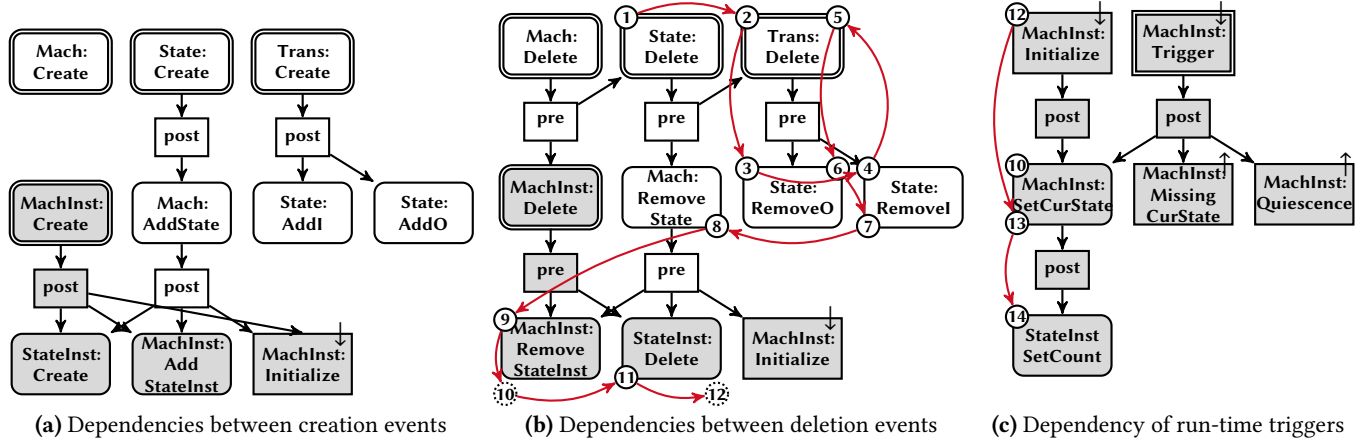 Mach:
Create
State:
Create
Trans:
Create
post
post
MachInst:
Create
Mach:
AddState
State:
AddI
State:
AddO
post
post
StateInst:
Create
MachInst:
Add
StateInst
MachInst:
Initialize
(a) Dependencies between creation events
1
2
5
Mach:
Delete
State:
Delete
Trans:
Delete
pre
pre
pre
3
6
4
MachInst:
Delete
Mach:
Remove
State
State:
RemoveO
State:
RemoveI
8
7
pre
pre
9
MachInst:
Remove
StateInst
StateInst:
Delete
MachInst:
Initialize
10
11
12
(b) Dependencies between deletion events
12
MachInst:
Initialize
MachInst:
Trigger
post
post
10
MachInst:
SetCurState
MachInst:
Missing
CurState
MachInst:
Quiescence
13
post
14
StateInst
SetCount
(c) Dependency of run-time triggers